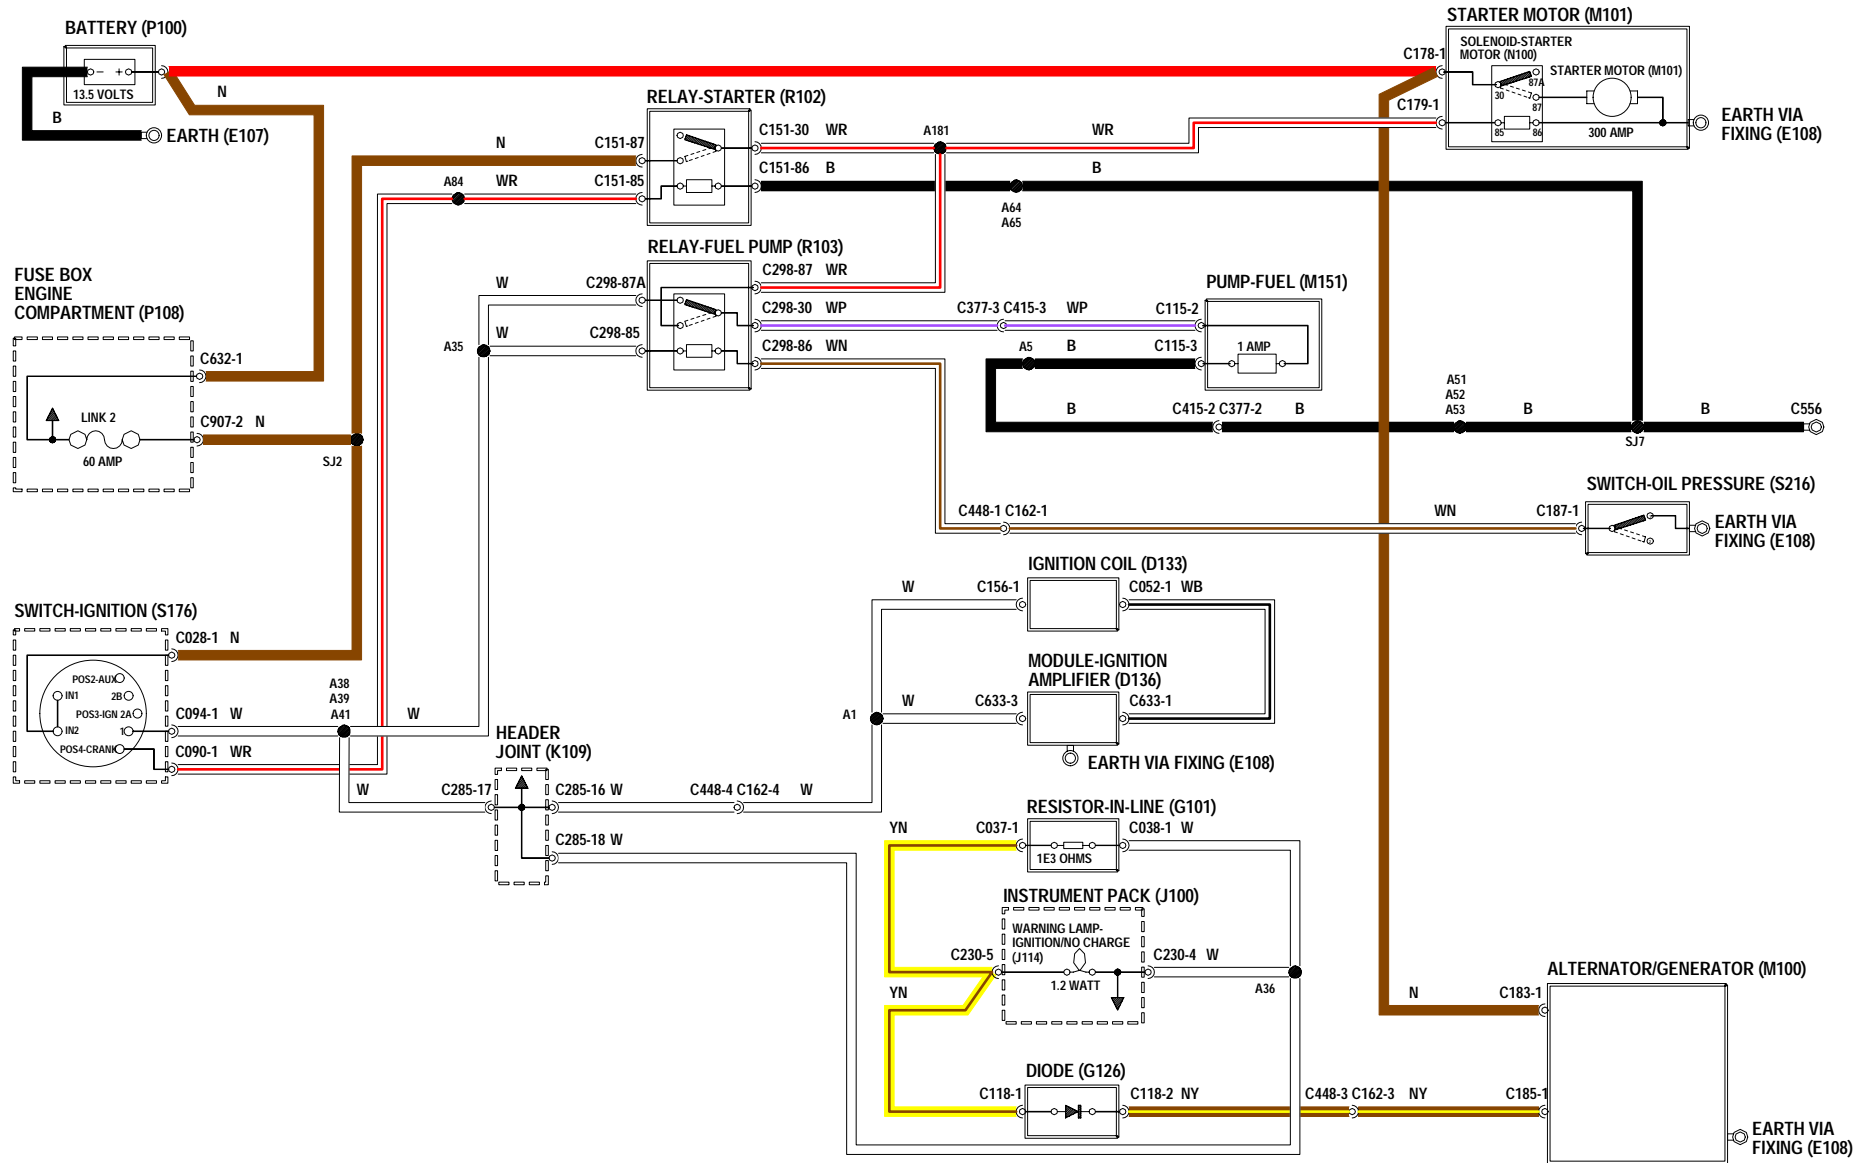 BATTERY (P100)
- +
13.5 VOLTS
N
B
EARTH (E107)
STARTER MOTOR (M101)
C178-1
SOLENOID-STARTER
MOTOR (N100)
STARTER MOTOR (M101)
87A
30
87
85
86
300 AMP
C179-1
EARTH VIA
FIXING (E108)
RELAY-STARTER (R102)
N
C151-87
C151-30 WR
A181
WR
A84
WR
C151-85
C151-86 B
B
A64
A65
RELAY-FUEL PUMP (R103)
W
C298-87A
C298-87 WR
C298-30 WP
C377-3 C415-3 WP
C115-2
PUMP-FUEL (M151)
1 AMP
A35
W
C298-85
C298-86 WN
A5
B
C115-3
FUSE BOX
ENGINE
COMPARTMENT (P108)
C632-1
LINK 2
60 AMP
C907-2 N
SJ2
B
C415-2 C377-2
B
A51
A52
A53
B
SJ7
B
C556
SWITCH-OIL PRESSURE (S216)
C448-1 C162-1
WN
C187-1
EARTH VIA
FIXING (E108)
SWITCH-IGNITION (S176)
C028-1 N
POS2-AUX
IN1
2B
POS3-IGN 2A
IN2
1
POS4-CRANK
C094-1 W
C090-1 WR
A38
A39
A41
W
W
HEADER
JOINT (K109)
C285-17
C285-16 W
C448-4 C162-4
W
C285-18 W
IGNITION COIL (D133)
W
C156-1
C052-1 WB
MODULE-IGNITION
AMPLIFIER (D136)
A1
W
C633-3
C633-1
EARTH VIA FIXING (E108)
RESISTOR-IN-LINE (G101)
YN
C037-1
1E3 OHMS
C038-1 W
INSTRUMENT PACK (J100)
WARNING LAMP-
IGNITION/NO CHARGE
(J114)
C230-5
1.2 WATT
C230-4 W
A36
YN
DIODE (G126)
C118-1
C118-2 NY
C448-3 C162-3 NY
C185-1
ALTERNATOR/GENERATOR (M100)
N
C183-1
EARTH VIA
FIXING (E108)